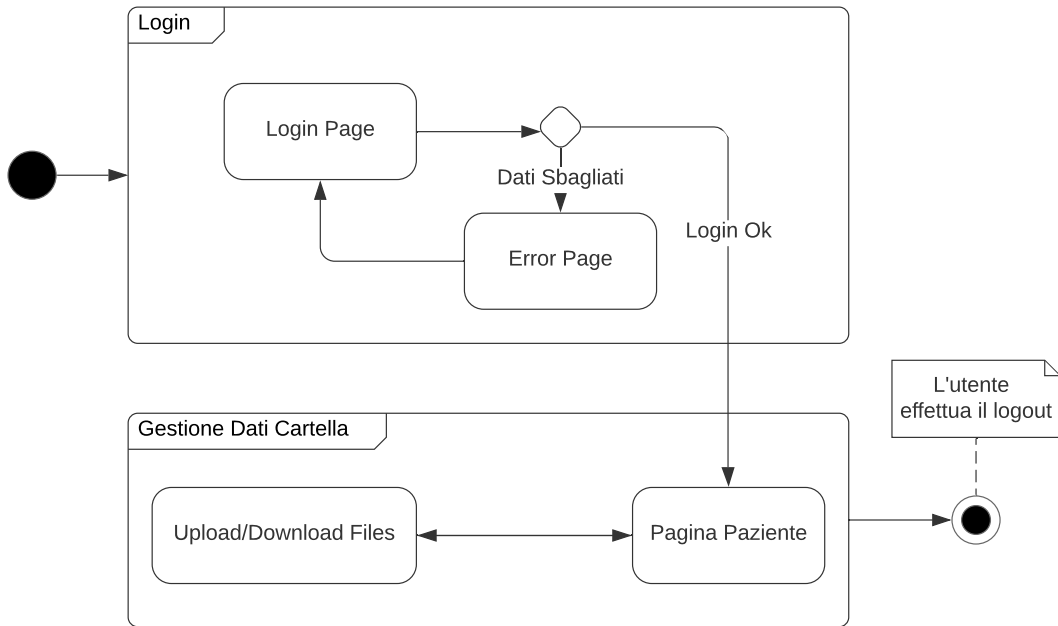 Login
Login Page
Dati Sbagliati
Login Ok
Error Page
L'utente
effettua il logout
Gestione Dati Cartella
Upload/Download Files
Pagina Paziente